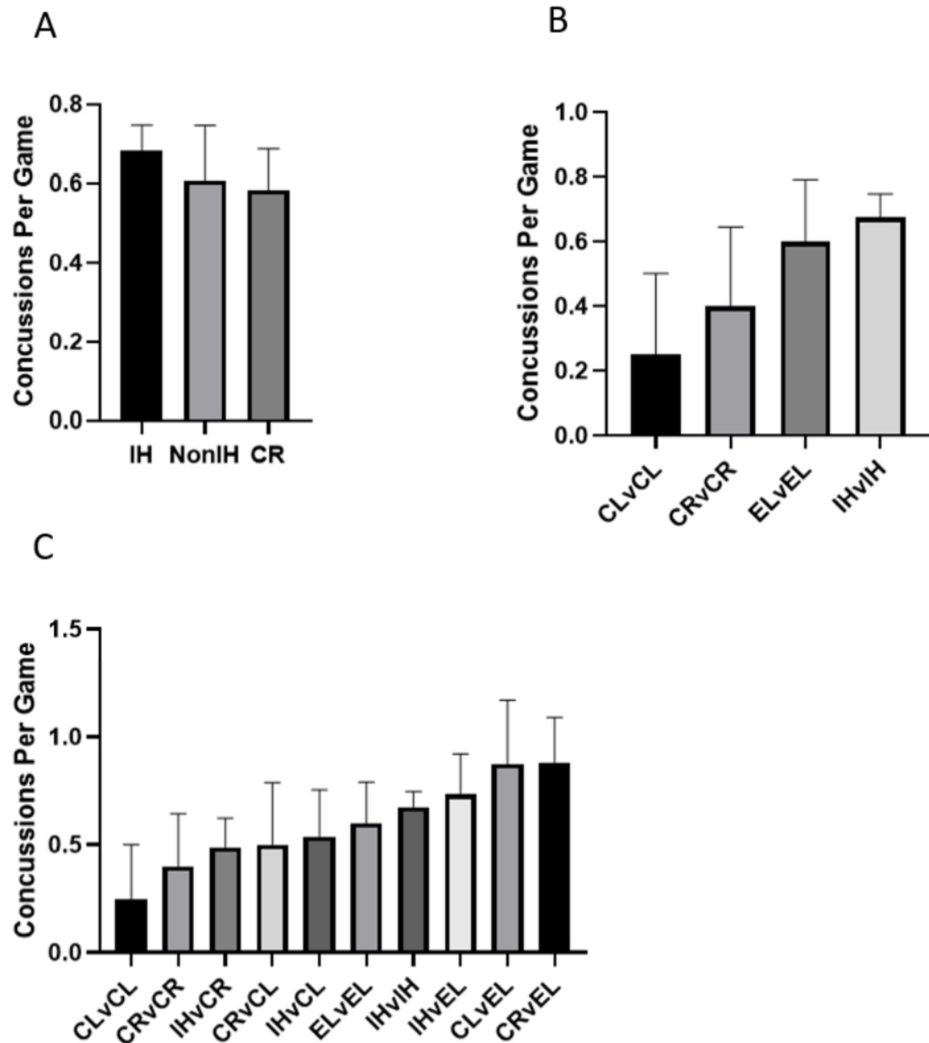 A
Concussions Per Game
0.8
0.6
0.4
0.2
0.0
IH NonIH CR
B
Concussions Per Game
1.0
0.8
0.6
0.4
0.2
0.0
CLvCL
CRvCR
ELvEL
IHvIH
C
Concussions Per Game
1.5
1.0
0.5
0.0
CLvCL
CRvCR
IHvCR
CRvCL
IHvCL
ELvEL
IHvIH
IHvEL
CLvEL
CRvEL